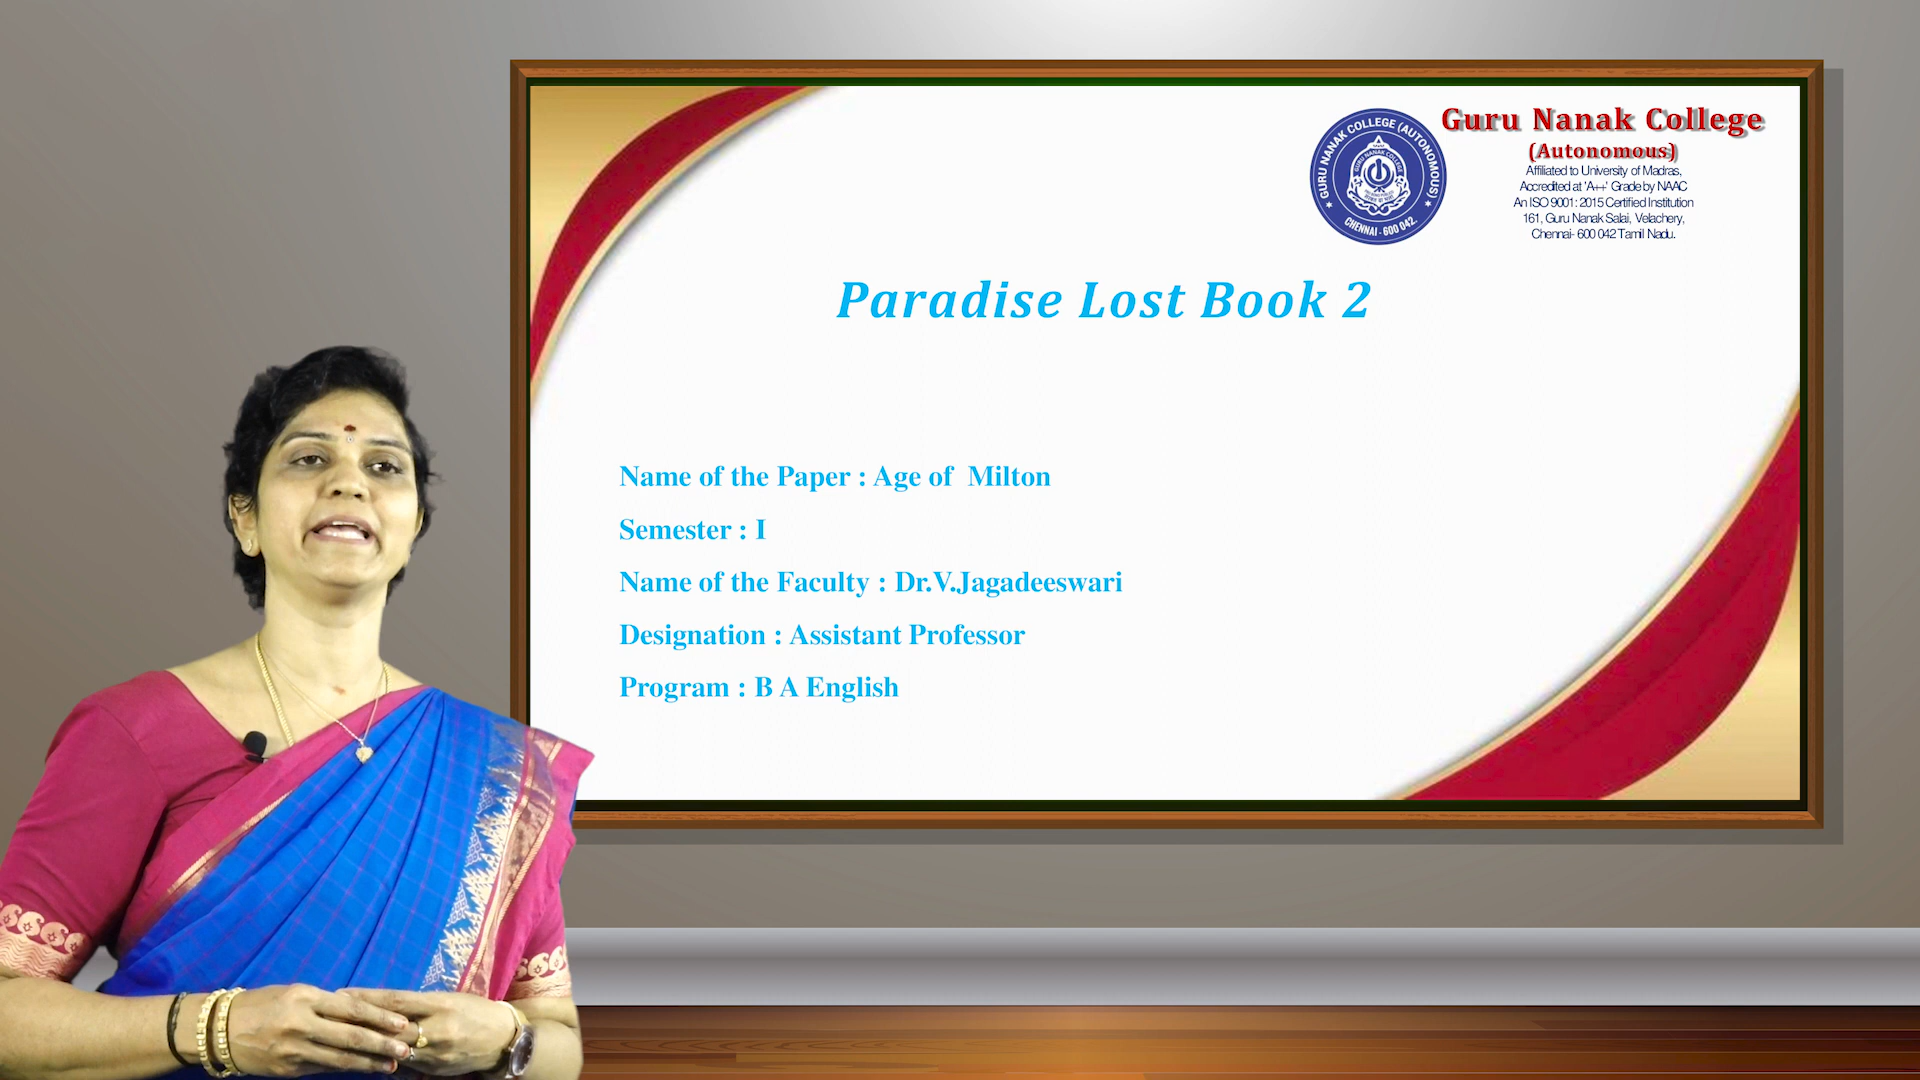 GURU NANAK COLLEGE (AUTONOMOUS)
GURU NANAK COLLEGE
CHENNAI - 600 042.
Guru Nanak College
(Autonomous)
Affiliated to University of Madras,
Accredited at 'A++' Grade by NAAC
An ISO 9001: 2015 Certified Institution
161, Guru Nanak Salai, Velachery,
Chennai- 600 042 Tamil Nadu.
Paradise Lost Book 2
Name of the Paper : Age of  Milton
Semester : I
Name of the Faculty : Dr.V.Jagadeeswari
Designation : Assistant Professor
Program : B A English